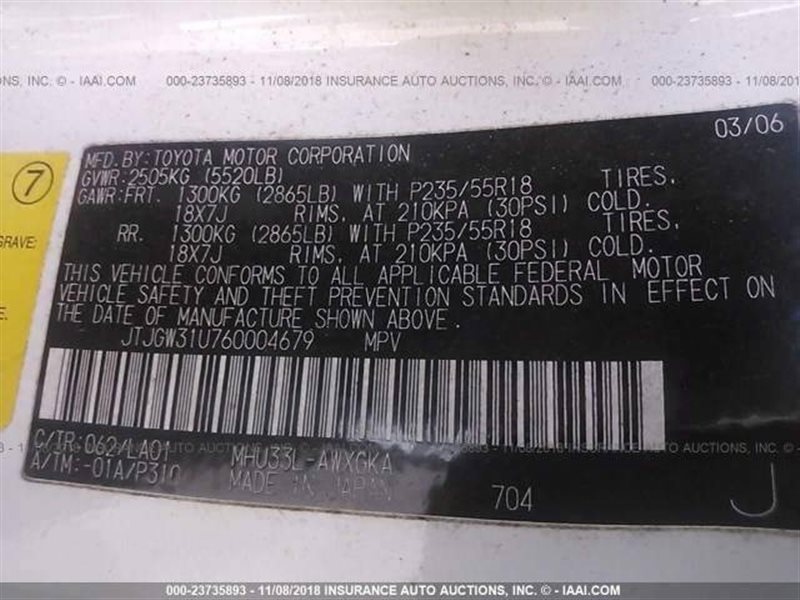 NS, INC. © - IAAI.COM 000-23735893 - 11/08/2018 INSURANCE AUTO AUCTIONS, INC. © - IAAI.COM 000-23735893 - 11/08/2018
03/06
MFD.BY:TOYOTA MOTOR CORPORATION
GVWR:2505KG (5520LB)
GAWR:FRT. 1300KG (2865LB) WITH P235/55R18 TIRES,
18X7J RIMS, AT 210KPA (30PSI) COLD.
RR. 1300KG (2865LB) WITH P235/55R18 TIRES,
18X7J RIMS, AT 210KPA (30PSI) COLD.
THIS VEHICLE CONFORMS TO ALL APPLICABLE FEDERAL MOTOR
VEHICLE SAFETY AND THEFT PREVENTION STANDARDS IN EFFECT ON
THE DATE OF MANUFACTURE SHOWN ABOVE.
JTJGW31U760004679 MPV
C/TR:062/LA01 MHU33L-AWXGKA
A/TM:-01A/P310 MADE IN JAPAN
704 J
7
GRAVE:
E.
000-23735893 - 11/08/2018 INSURANCE AUTO AUCTIONS, INC. © - IAAI.COM